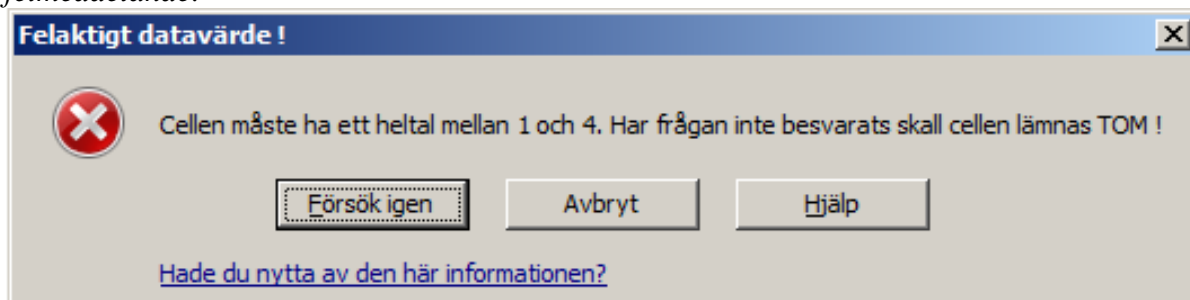 felmeddelande:
Felaktigt datavärde !
Cellen måste ha ett heltal mellan 1 och 4. Har frågan inte besvarats skall cellen lämnas TOM !
Försök igen Avbryt Hjälp
Hade du nytta av den här informationen?